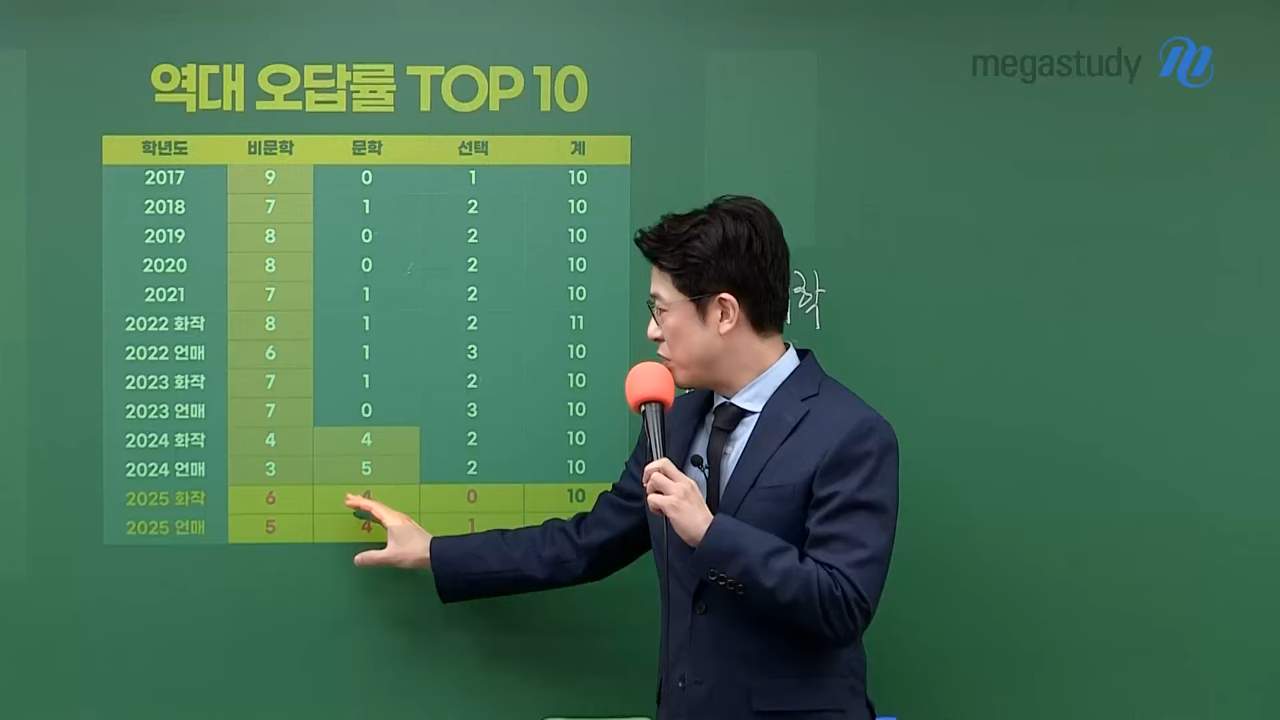 megastudy
역대 오답률 TOP 10
학년도 비문학 문학 선택 계
2017 9 0 1 10
2018 7 1 2 10
2019 8 0 2 10
2020 8 0 2 10
2021 7 1 2 10
2022 화작 8 1 2 11
2022 언매 6 1 3 10
2023 화작 7 1 2 10
2023 언매 7 0 3 10
2024 화작 4 4 2 10
2024 언매 3 5 2 10
2025 화작 6 4 0 10
2025 언매 5 4 1
학